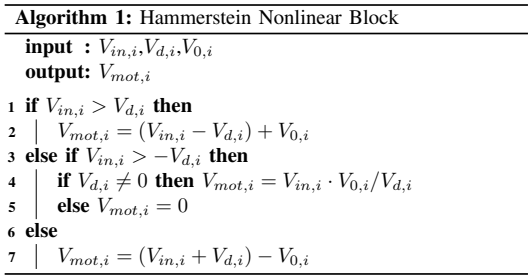 Algorithm 1: Hammerstein Nonlinear Block
input : V_{in,i},V_{d,i},V_{0,i}
output: V_{mot,i}
1 if V_{in,i} > V_{d,i} then
2 V_{mot,i} = (V_{in,i} − V_{d,i}) + V_{0,i}
3 else if V_{in,i} > −V_{d,i} then
4 if V_{d,i} ≠ 0 then V_{mot,i} = V_{in,i} · V_{0,i}/V_{d,i}
5 else V_{mot,i} = 0
6 else
7 V_{mot,i} = (V_{in,i} + V_{d,i}) − V_{0,i}